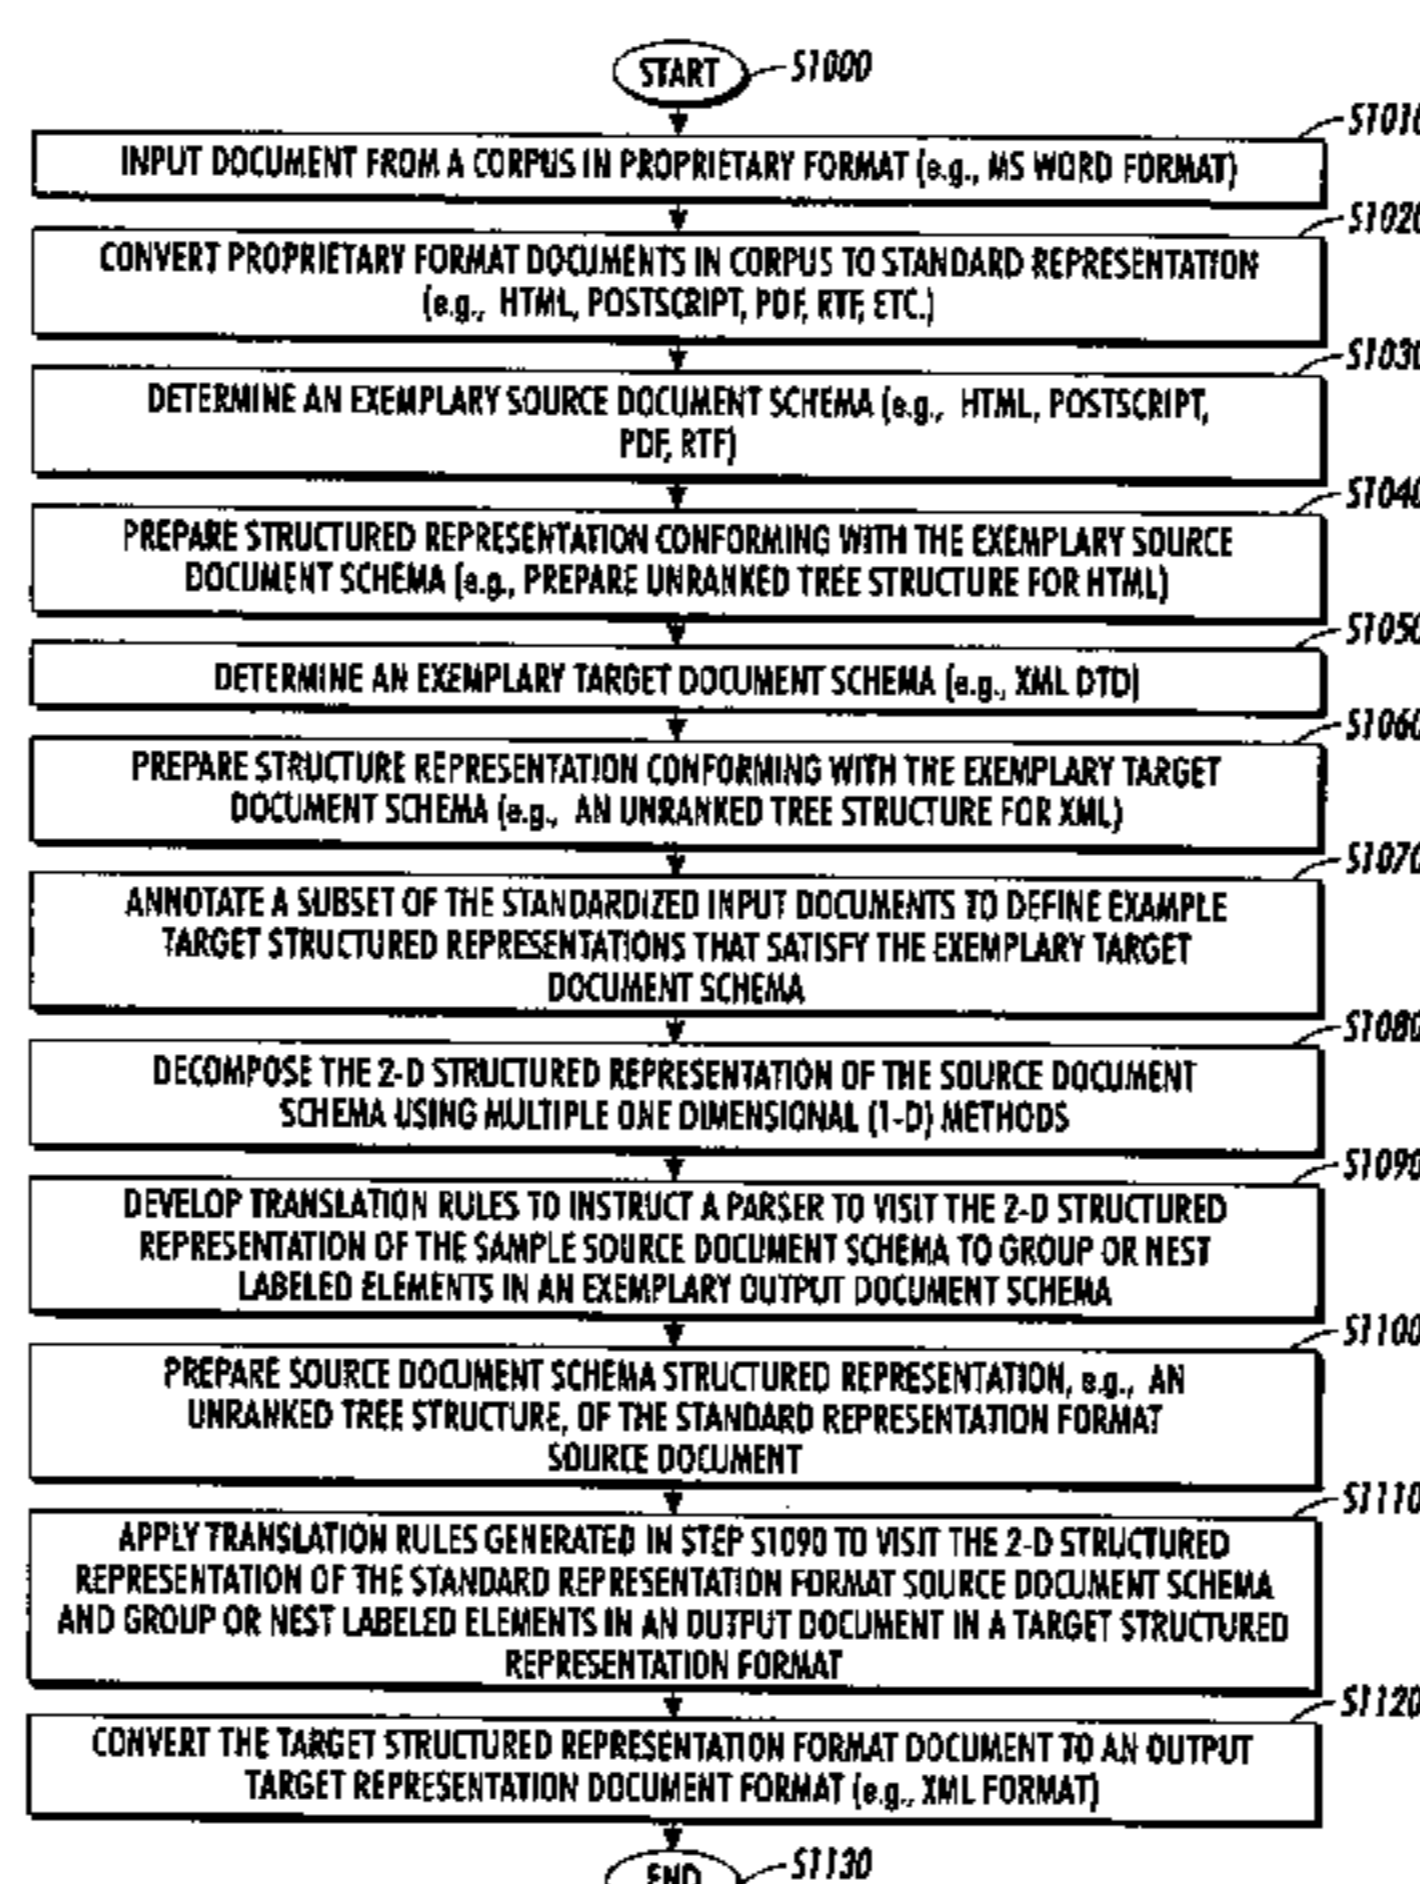 START
S1000
S1010
INPUT DOCUMENT FROM A CORPUS IN PROPRIETARY FORMAT (e.g., MS WORD FORMAT)
S1020
CONVERT PROPRIETARY FORMAT DOCUMENTS IN CORPUS TO STANDARD REPRESENTATION
(e.g., HTML, POSTSCRIPT, PDF, RTF, ETC.)
S1030
DETERMINE AN EXEMPLARY SOURCE DOCUMENT SCHEMA (e.g., HTML, POSTSCRIPT,
PDF, RTF)
S1040
PREPARE STRUCTURED REPRESENTATION CONFORMING WITH THE EXEMPLARY SOURCE
DOCUMENT SCHEMA (e.g., PREPARE UNRANKED TREE STRUCTURE FOR HTML)
S1050
DETERMINE AN EXEMPLARY TARGET DOCUMENT SCHEMA (e.g., XML DTD)
S1060
PREPARE STRUCTURE REPRESENTATION CONFORMING WITH THE EXEMPLARY TARGET
DOCUMENT SCHEMA (e.g., AN UNRANKED TREE STRUCTURE FOR XML)
S1070
ANNOTATE A SUBSET OF THE STANDARDIZED INPUT DOCUMENTS TO DEFINE EXAMPLE
TARGET STRUCTURED REPRESENTATIONS THAT SATISFY THE EXEMPLARY TARGET
DOCUMENT SCHEMA
S1080
DECOMPOSE THE 2-D STRUCTURED REPRESENTATION OF THE SOURCE DOCUMENT
SCHEMA USING MULTIPLE ONE DIMENSIONAL (1-D) METHODS
S1090
DEVELOP TRANSLATION RULES TO INSTRUCT A PARSER TO VISIT THE 2-D STRUCTURED
REPRESENTATION OF THE SAMPLE SOURCE DOCUMENT SCHEMA TO GROUP OR NEST
LABELED ELEMENTS IN AN EXEMPLARY OUTPUT DOCUMENT SCHEMA
S1100
PREPARE SOURCE DOCUMENT SCHEMA STRUCTURED REPRESENTATION, e.g., AN
UNRANKED TREE STRUCTURE, OF THE STANDARD REPRESENTATION FORMAT
SOURCE DOCUMENT
S1110
APPLY TRANSLATION RULES GENERATED IN STEP S1090 TO VISIT THE 2-D STRUCTURED
REPRESENTATION OF THE STANDARD REPRESENTATION FORMAT SOURCE DOCUMENT SCHEMA
AND GROUP OR NEST LABELED ELEMENTS IN AN OUTPUT DOCUMENT IN A TARGET STRUCTURED
REPRESENTATION FORMAT
S1120
CONVERT THE TARGET STRUCTURED REPRESENTATION FORMAT DOCUMENT TO AN OUTPUT
TARGET REPRESENTATION DOCUMENT FORMAT (e.g., XML FORMAT)
END
S1130